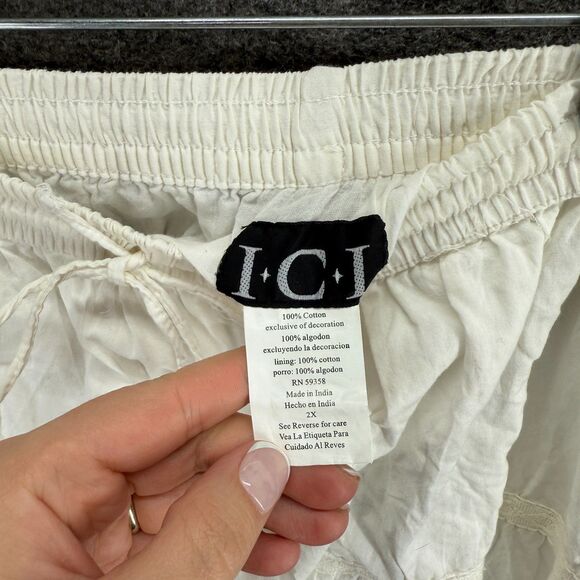 I·C·I
100% Cotton
exclusive of decoration
100% algodon
excluyendo la decoracion
lining: 100% cotton
porro: 100% algodon
RN 59358
Made in India
Hecho en India
2X
See Reverse for care
Vea La Etiqueta Para
Cuidado Al Reves